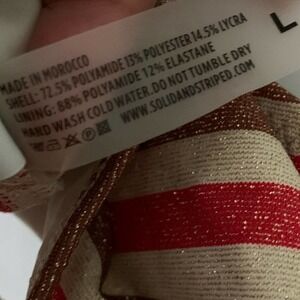 L
MADE IN MOROCCO
SHELL: 72.5% POLYAMIDE 13% POLYESTER 14.5% LYCRA
LINING: 88% POLYAMIDE 12% ELASTANE
HAND WASH COLD WATER. DO NOT TUMBLE DRY
WWW.SOLIDANDSTRIPED.COM